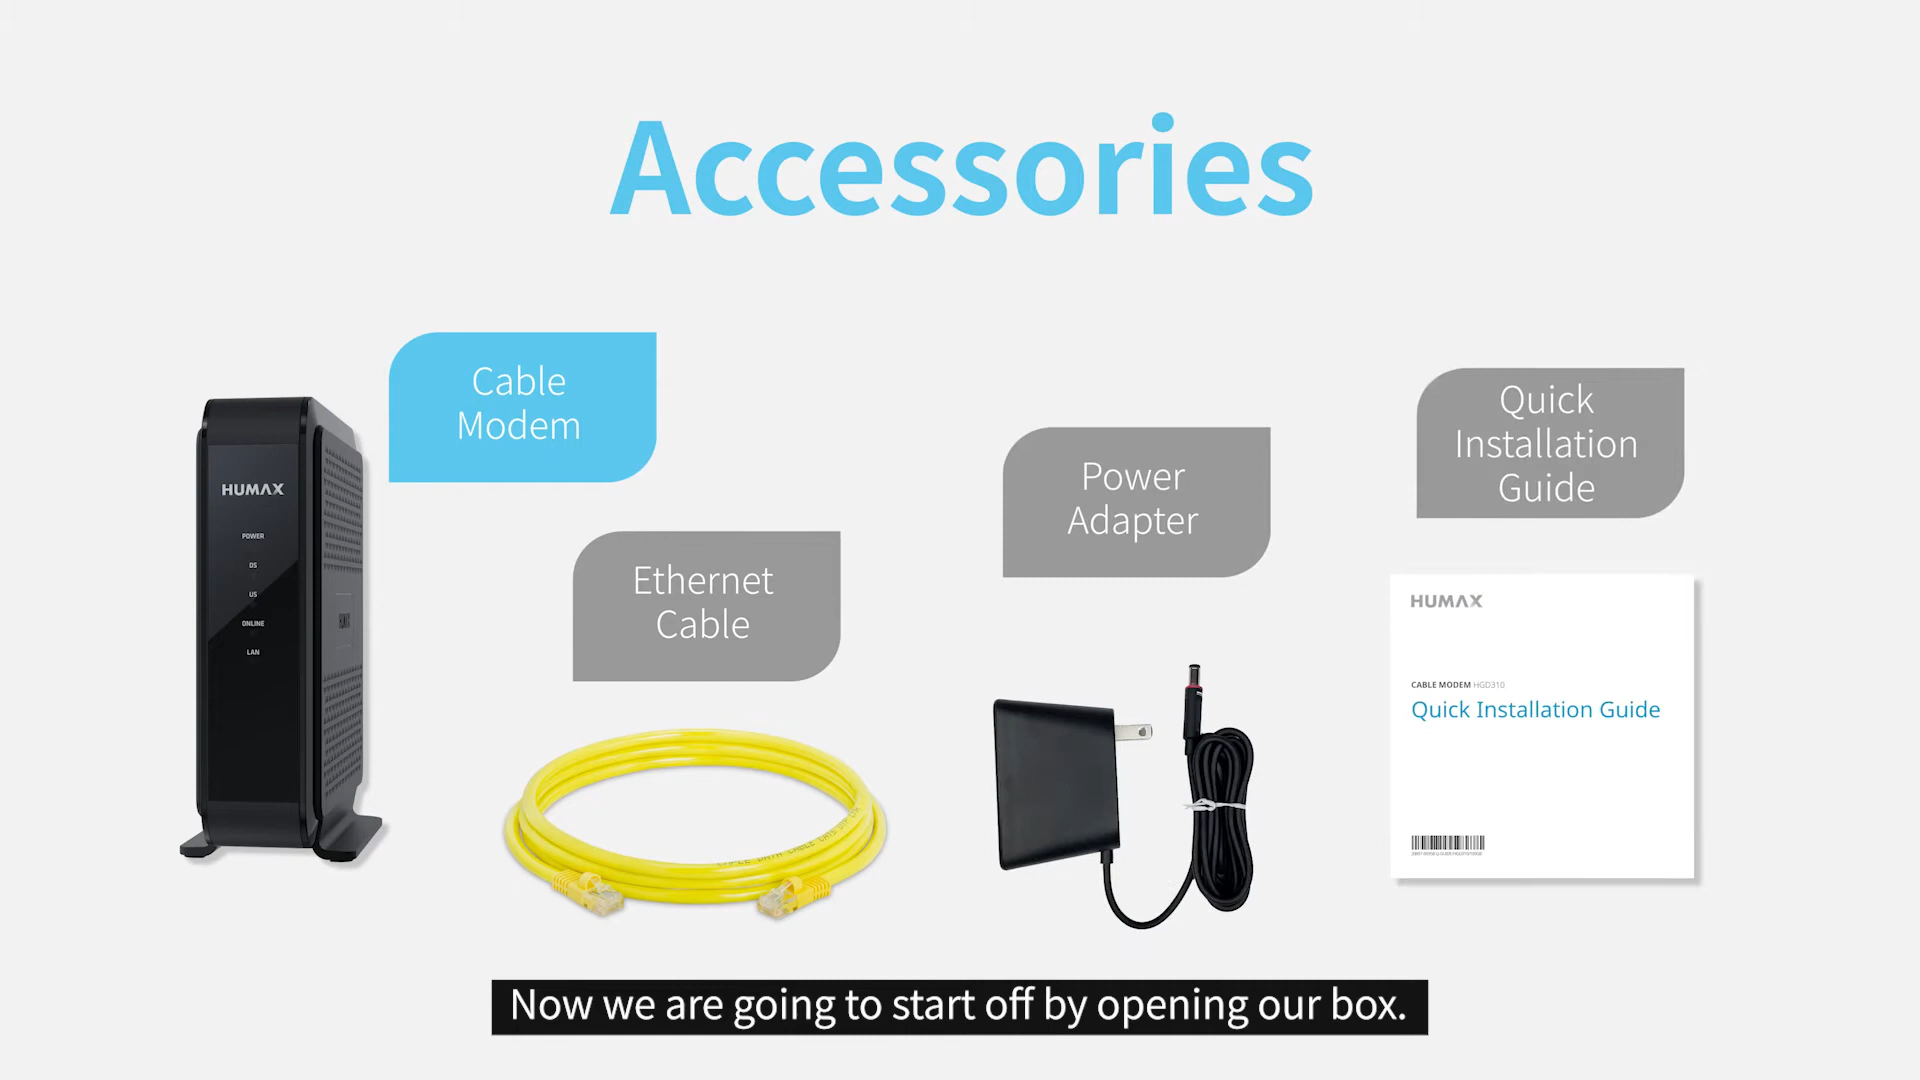 Accessories
Cable
Modem
Quick
Installation
Guide
Power
Adapter
Ethernet
Cable
HUMAX
POWER
DS
US
ONLINE
LAN
HUMAX
HUMAX
CABLE MODEM HGD310
Quick Installation Guide
Now we are going to start off by opening our box.